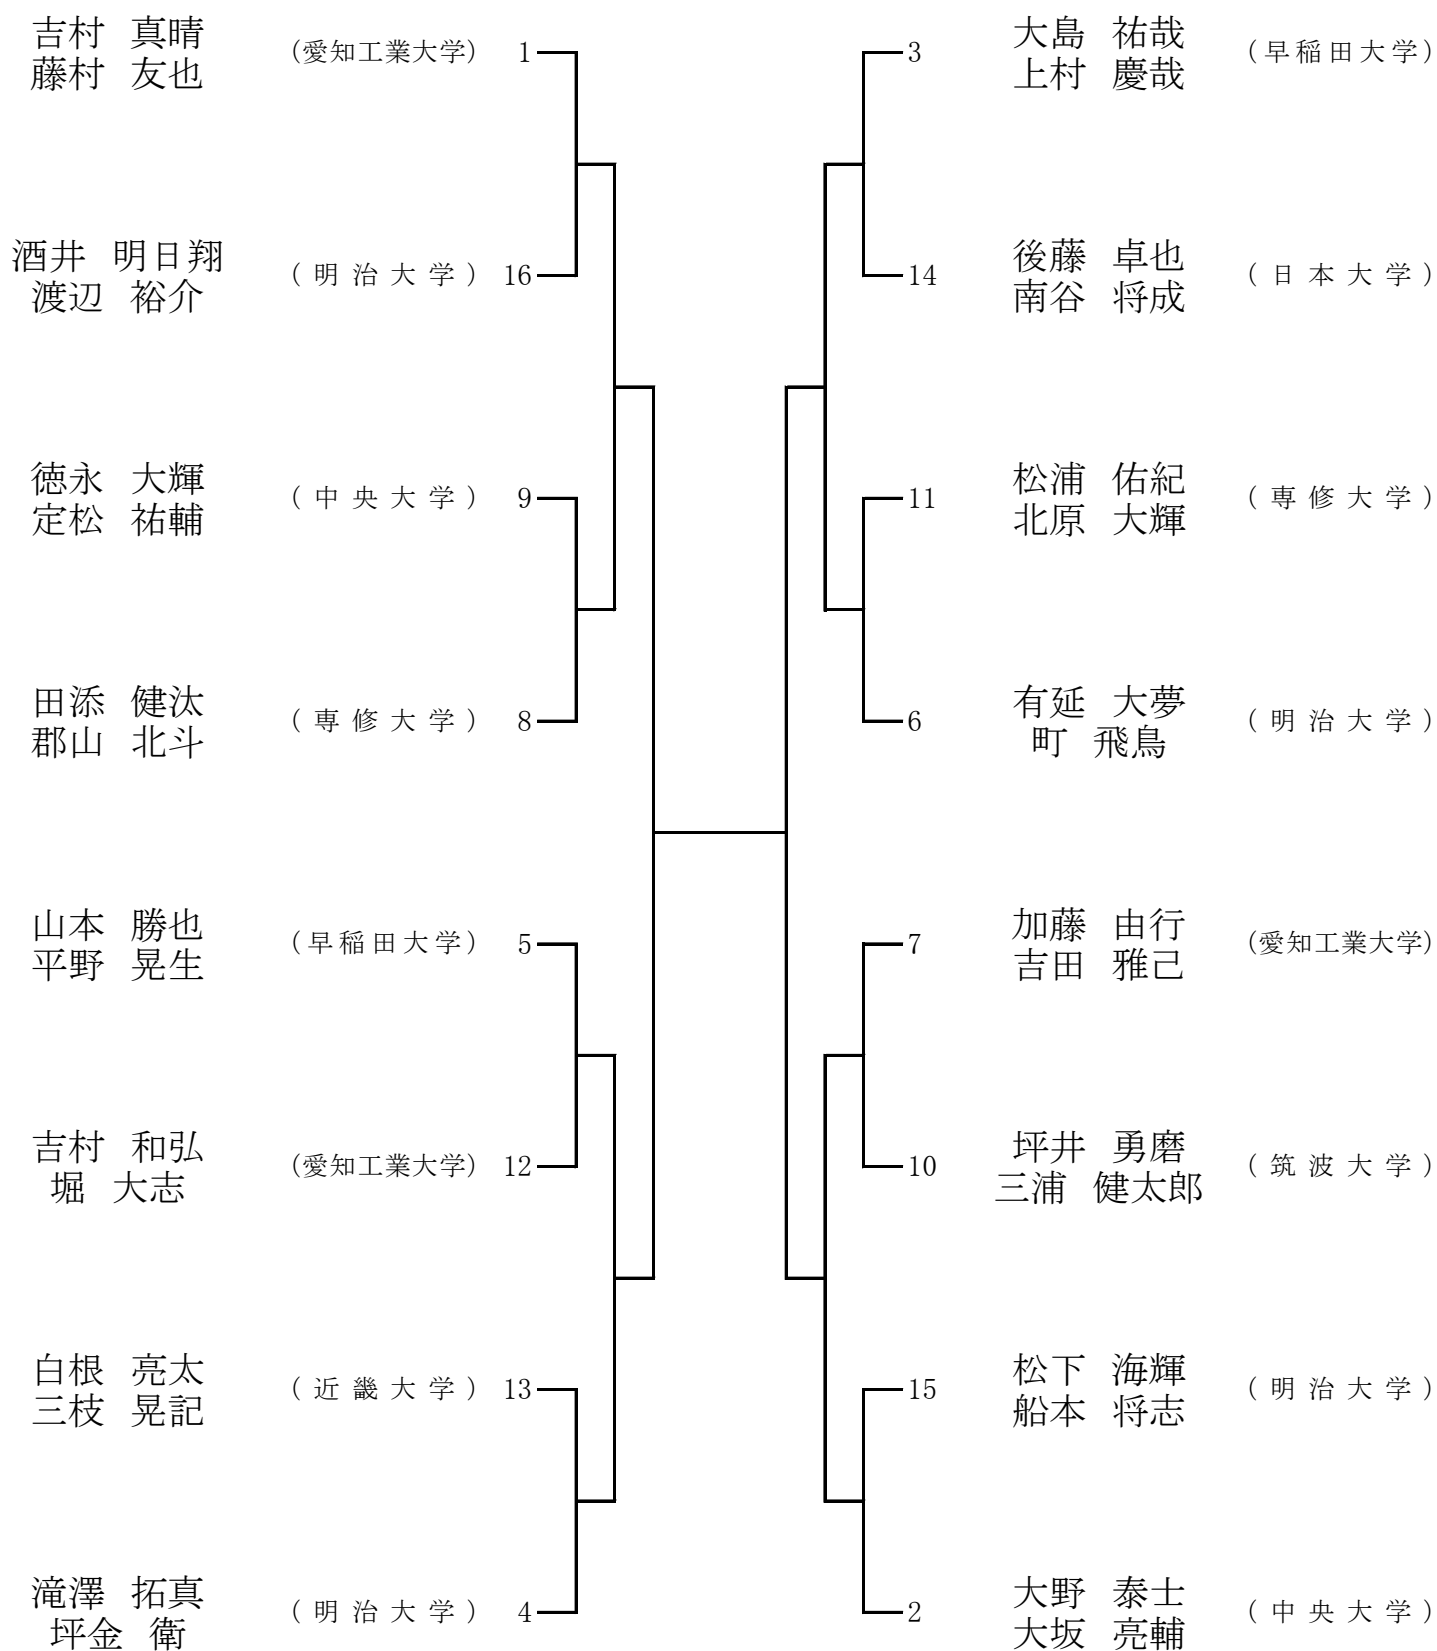 吉村 真晴
藤村 友也
(愛知工業大学) 1
酒井 明日翔
渡辺 裕介
(明治大学) 16
徳永 大輝
定松 祐輔
(中央大学) 9
田添 健汰
郡山 北斗
(専修大学) 8
山本 勝也
平野 晃生
(早稲田大学) 5
吉村 和弘
堀 大志
(愛知工業大学) 12
白根 亮太
三枝 晃記
(近畿大学) 13
滝澤 拓真
坪金 衛
(明治大学) 4
3
大島 祐哉
上村 慶哉
(早稲田大学)
14
後藤 卓也
南谷 将成
(日本大学)
11
松浦 佑紀
北原 大輝
(専修大学)
6
有延 大夢
町 飛鳥
(明治大学)
7
加藤 由行
吉田 雅己
(愛知工業大学)
10
坪井 勇磨
三浦 健太郎
(筑波大学)
15
松下 海輝
船本 将志
(明治大学)
2
大野 泰士
大坂 亮輔
(中央大学)